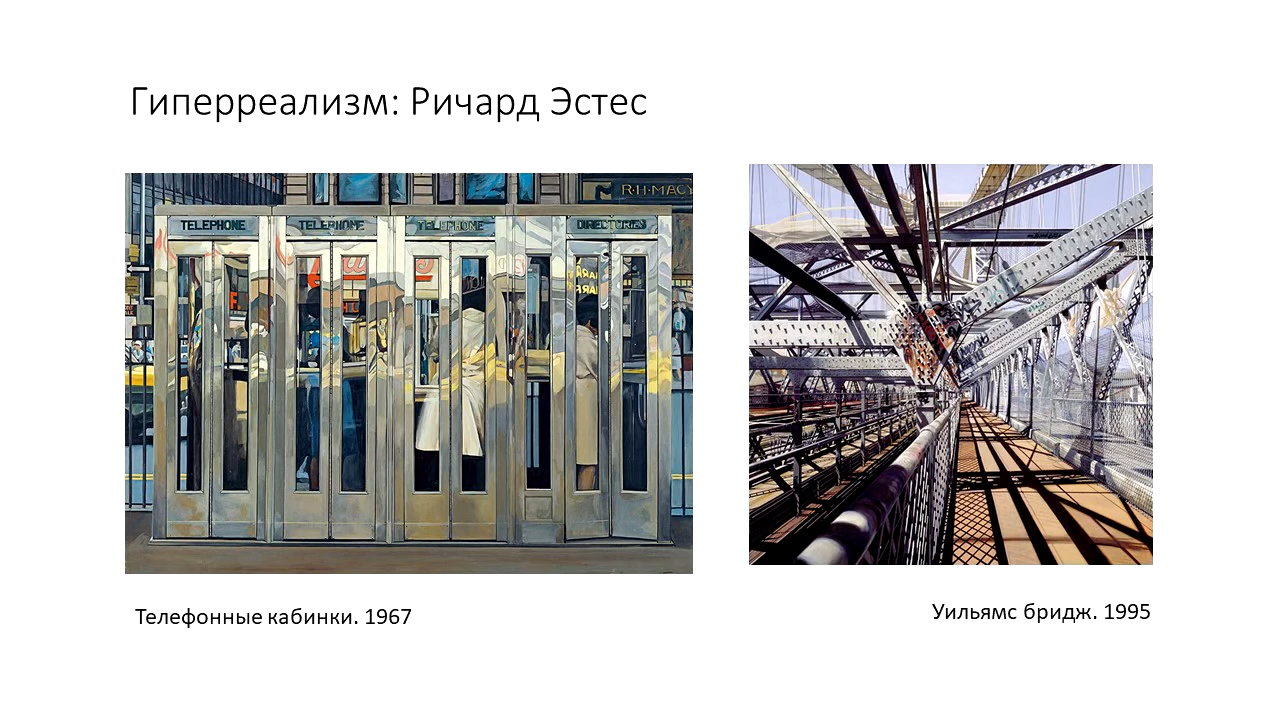 Гиперреализм: Ричард Эстес
R·H·MACY
TELEPHONE
TELEPHONE
TELEPHONE
DIRECTORIES
Телефонные кабинки. 1967
Уильямс бридж. 1995